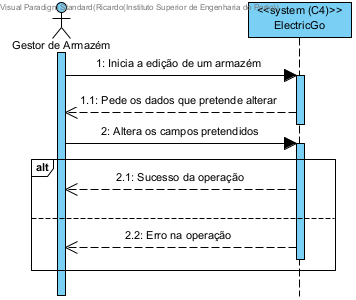 Visual Paradigm Standard(Ricardo(Instituto Superior de Engenharia do
<<system (C4)>>
ElectricGo
Gestor de Armazém
1: Inicia a edição de um armazém
1.1: Pede os dados que pretende alterar
2: Altera os campos pretendidos
alt
2.1: Sucesso da operação
2.2: Erro na operação